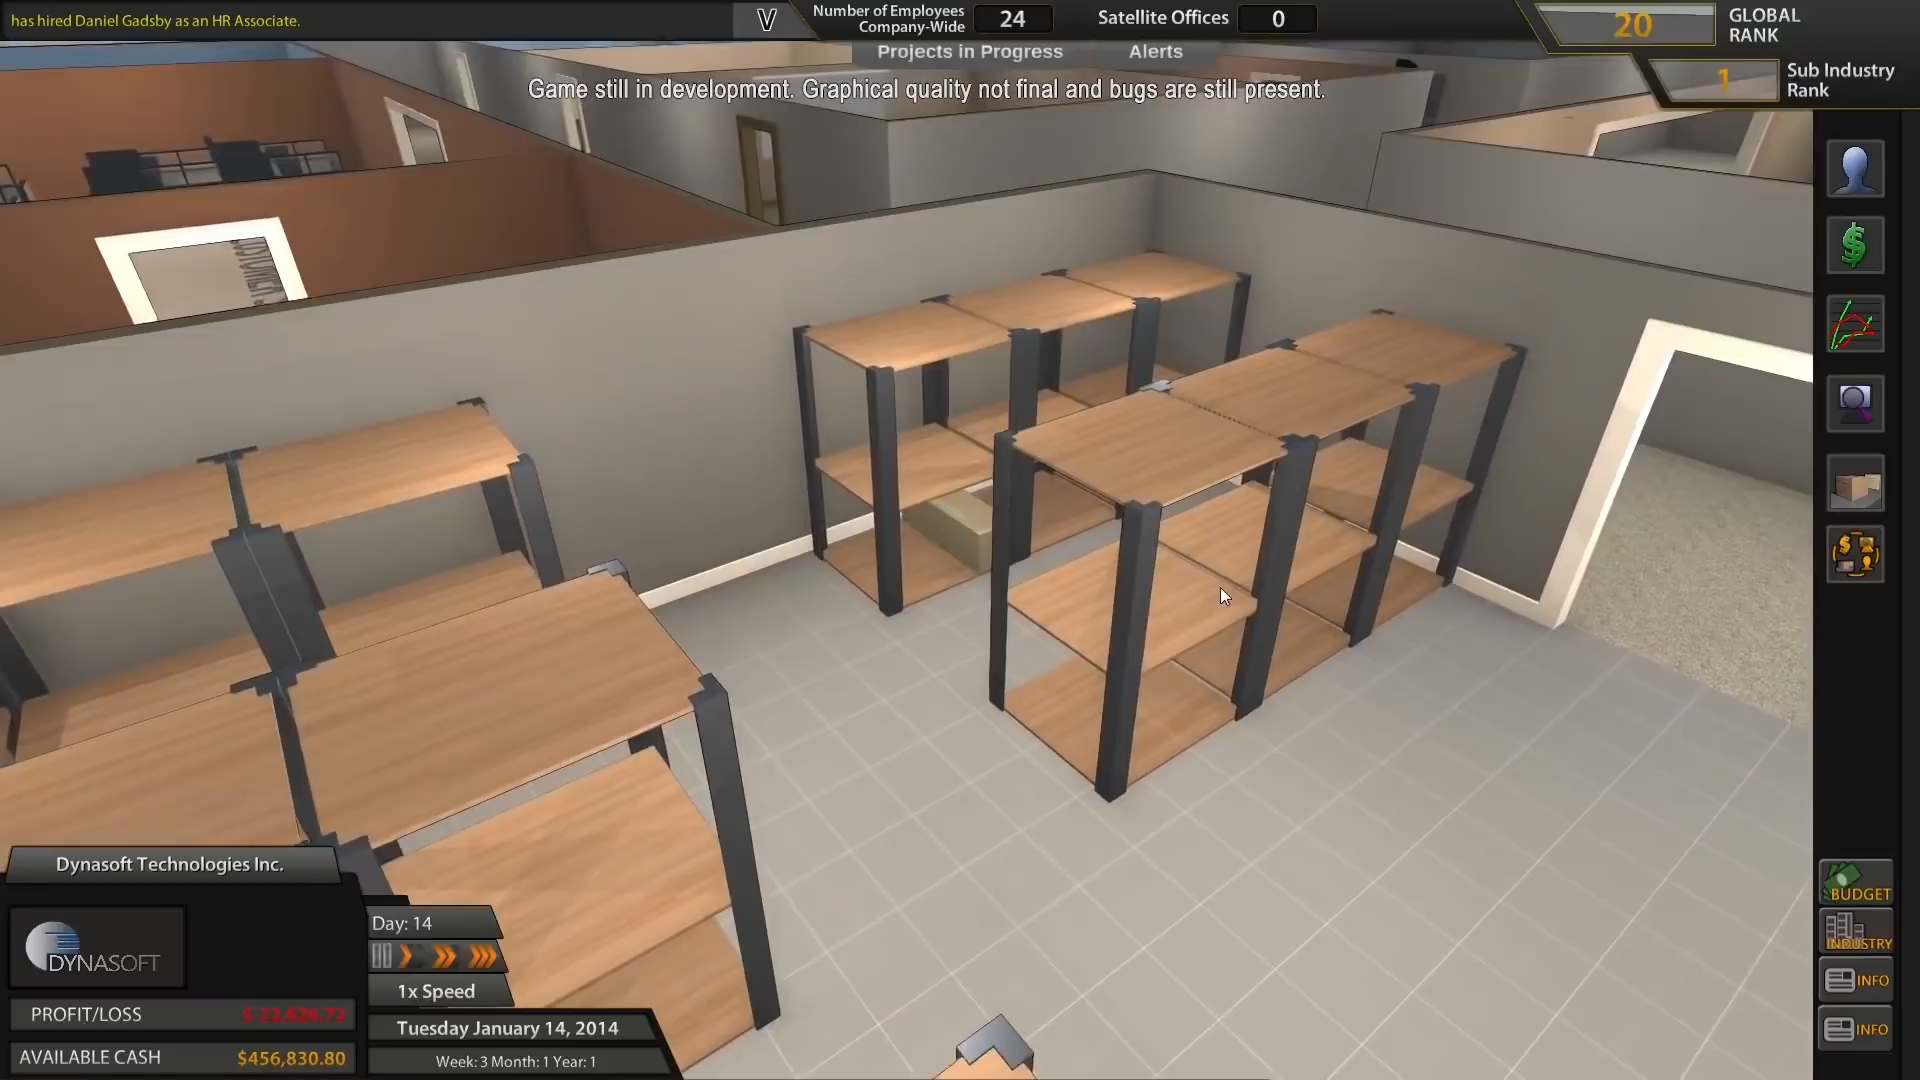 has hired Daniel Gadsby as an HR Associate.
V
Number of Employees
Company-Wide
24
Satellite Offices
0
20
GLOBAL
RANK
Projects in Progress
Alerts
1
Sub Industry
Rank
Game still in development. Graphical quality not final and bugs are still present.
Dynasoft Technologies Inc.
DYNASOFT
PROFIT/LOSS
$-22,626.72
AVAILABLE CASH
$456,830.80
Day: 14
1x Speed
Tuesday January 14, 2014
Week: 3 Month: 1 Year: 1
BUDGET
INDUSTRY
INFO
INFO